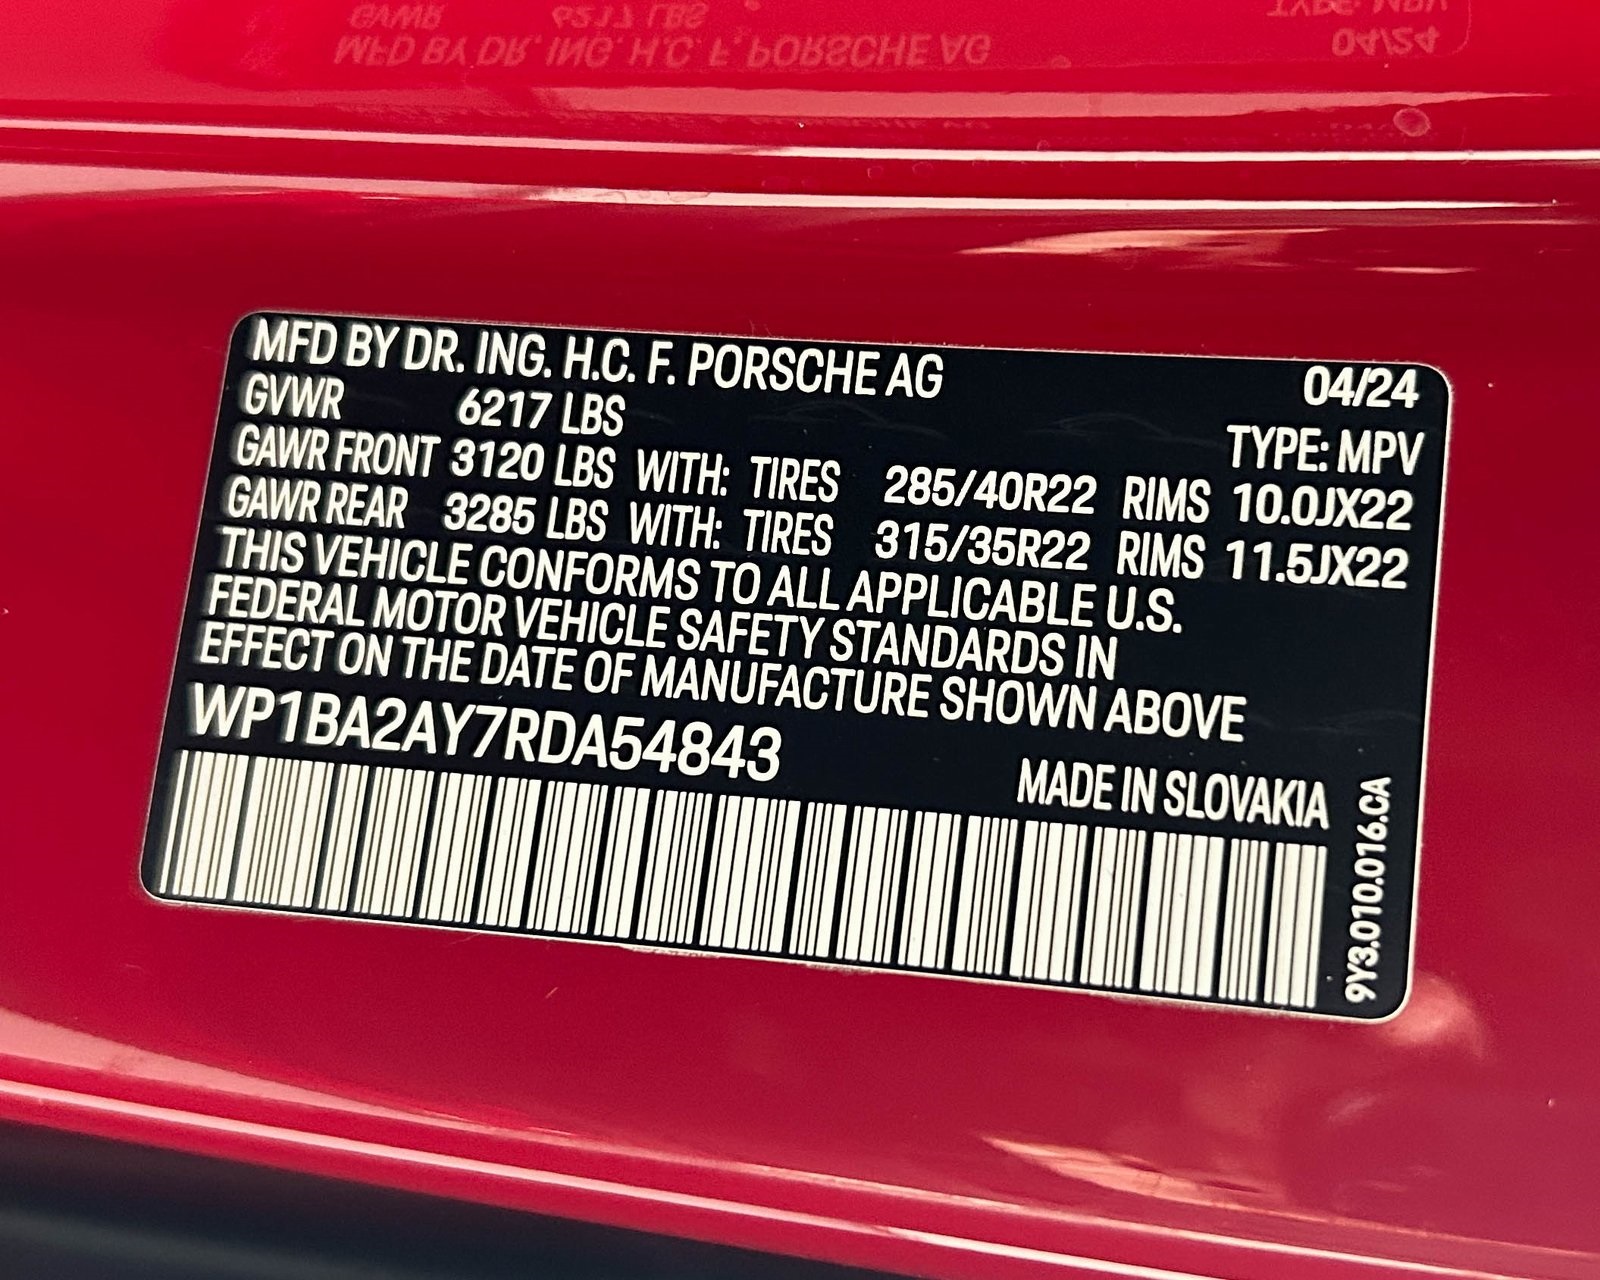 MFD BY DR. ING. H.C. F. PORSCHE AG 04/24
GVWR 6217 LBS TYPE: MPV
GAWR FRONT 3120 LBS WITH: TIRES 285/40R22 RIMS 10.0JX22
GAWR REAR 3285 LBS WITH: TIRES 315/35R22 RIMS 11.5JX22
THIS VEHICLE CONFORMS TO ALL APPLICABLE U.S.
FEDERAL MOTOR VEHICLE SAFETY STANDARDS IN
EFFECT ON THE DATE OF MANUFACTURE SHOWN ABOVE
WP1BA2AY7RDA54843
MADE IN SLOVAKIA
9Y3.010.016.CA